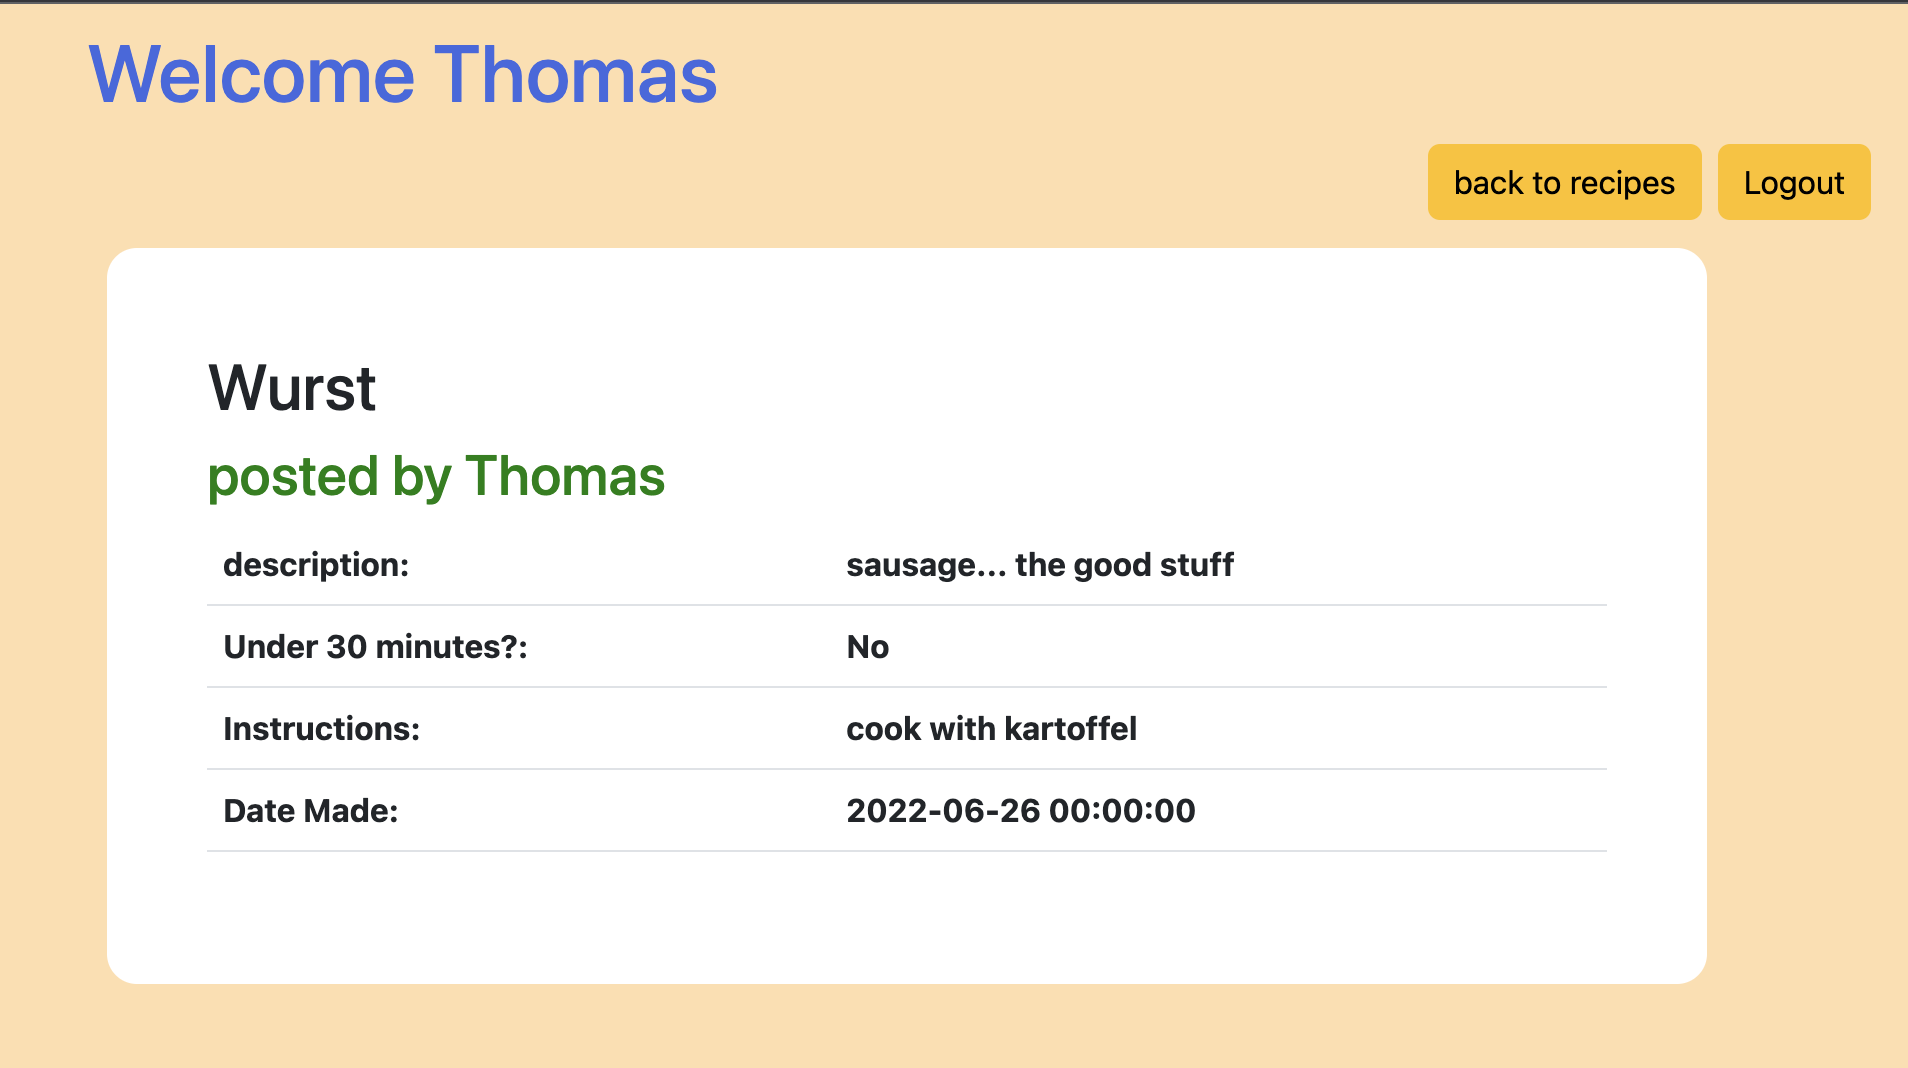 Welcome Thomas
back to recipes Logout
Wurst
posted by Thomas
description: sausage... the good stuff
Under 30 minutes?: No
Instructions: cook with kartoffel
Date Made: 2022-06-26 00:00:00